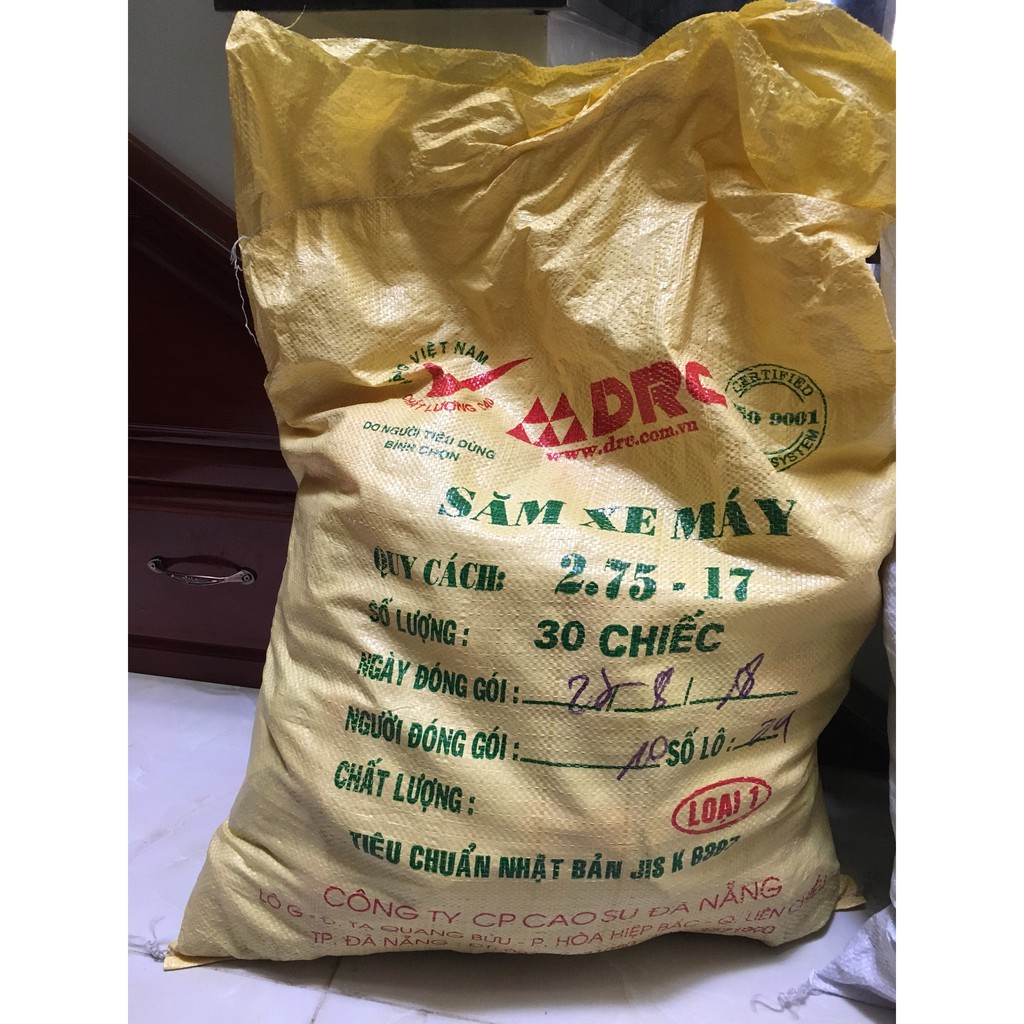 VIỆT NAM
CHẤT LƯỢNG CAO
DO NGƯỜI TIÊU DÙNG
BÌNH CHỌN
DRC
www.drc.com.vn
CERTIFIED
ISO 9001
SYSTEM
SĂM XE MÁY
QUY CÁCH: 2.75 - 17
SỐ LƯỢNG : 30 CHIẾC
NGÀY ĐÓNG GÓI : 8 / 18
NGƯỜI ĐÓNG GÓI : 10 SỐ LÔ : 24
CHẤT LƯỢNG : LOẠI 1
TIÊU CHUẨN NHẬT BẢN JIS K
CÔNG TY CP CAO SU ĐÀ NẴNG
LÔ G - Đ. TẠ QUANG BỬU - P. HÒA HIỆP BẮC - Q. LIÊN CHIỂU
TP. ĐÀ NẴNG